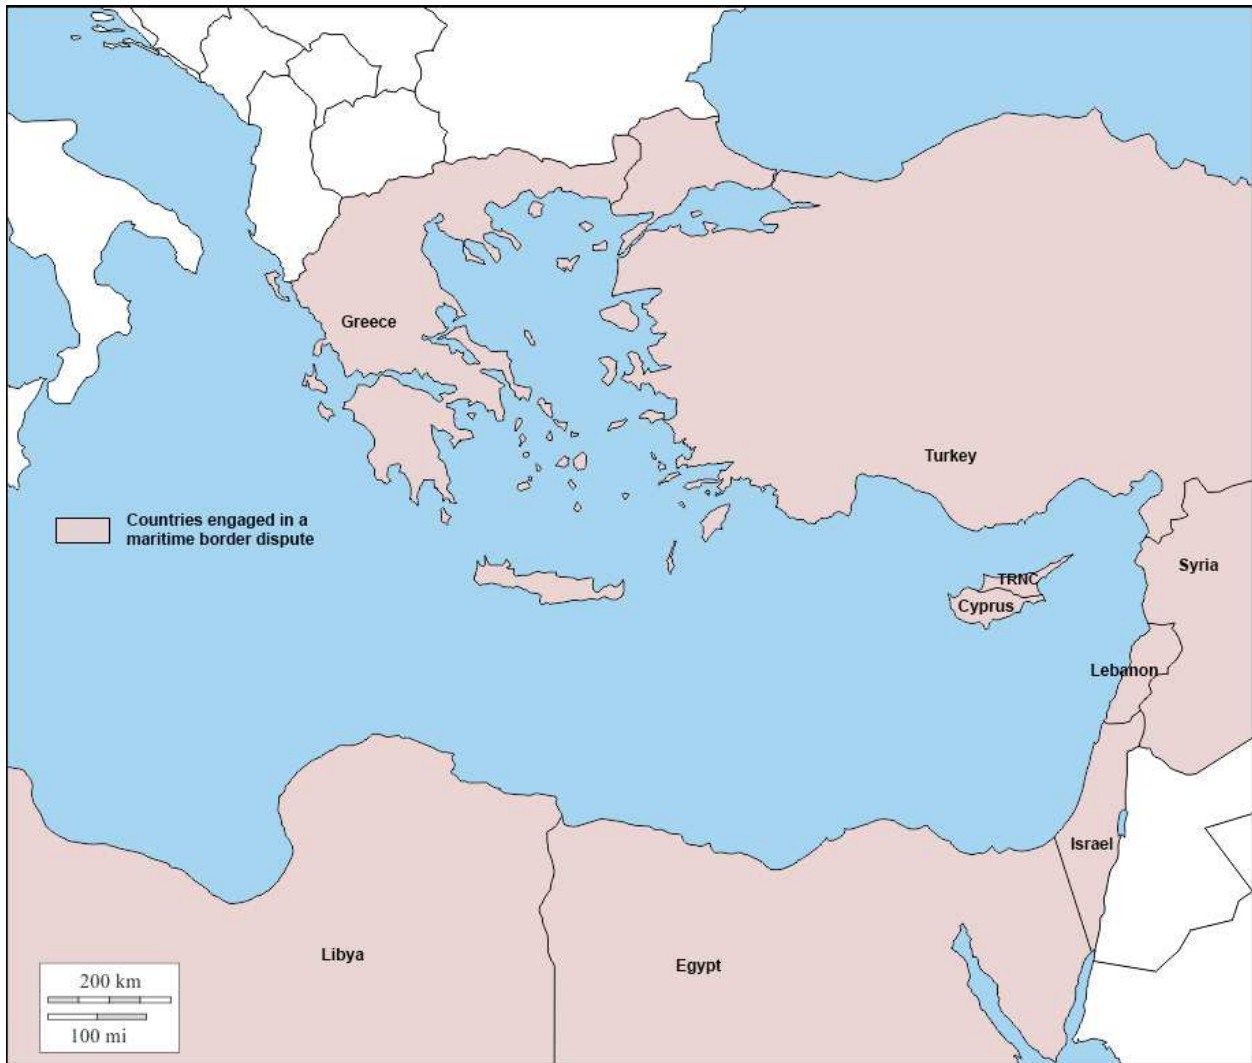 Greece
Turkey
Countries engaged in a
maritime border dispute
Syria
TRNC
Cyprus
Lebanon
Israel
Libya
Egypt
200 km
100 mi